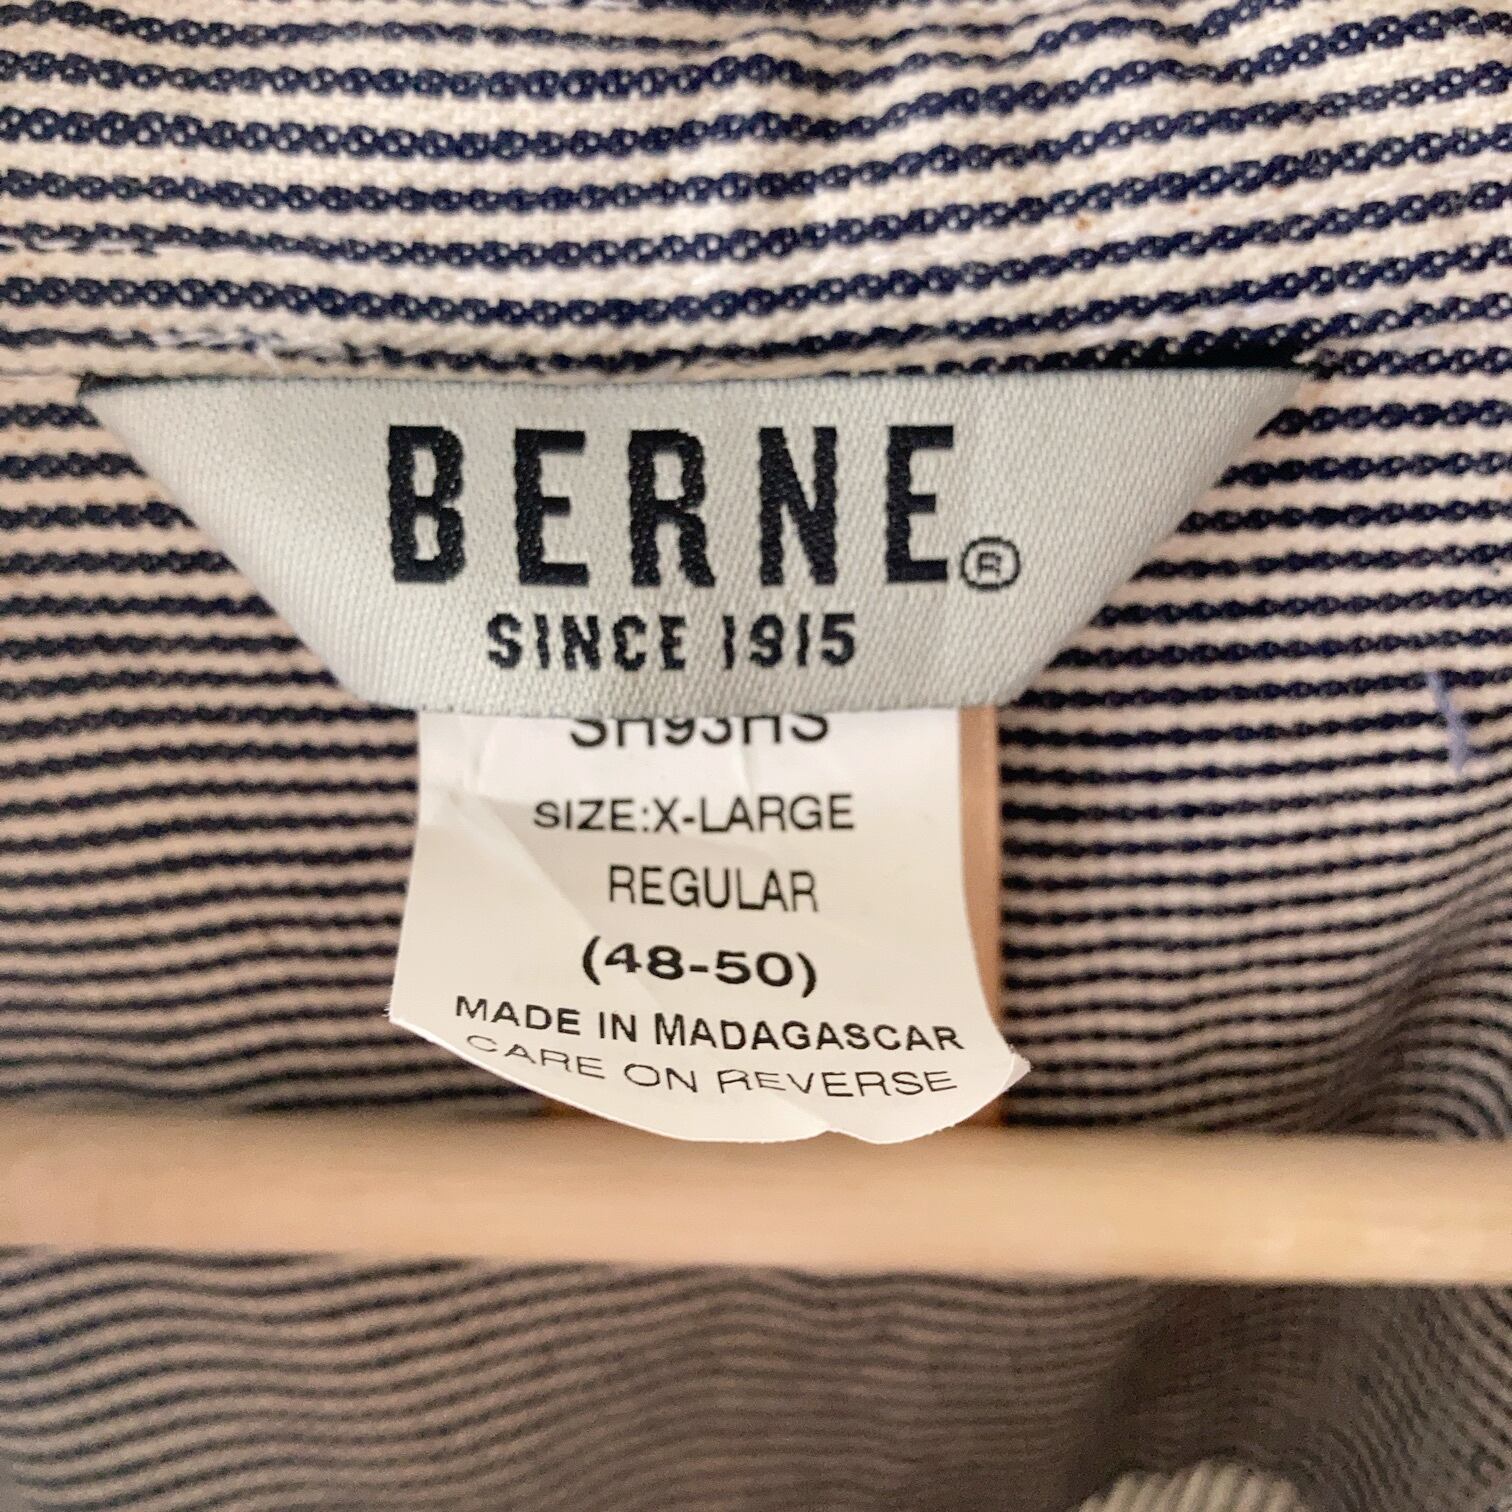 BERNE®
SINCE 1915
SH93HS
SIZE:X-LARGE
REGULAR
(48-50)
MADE IN MADAGASCAR
CARE ON REVERSE